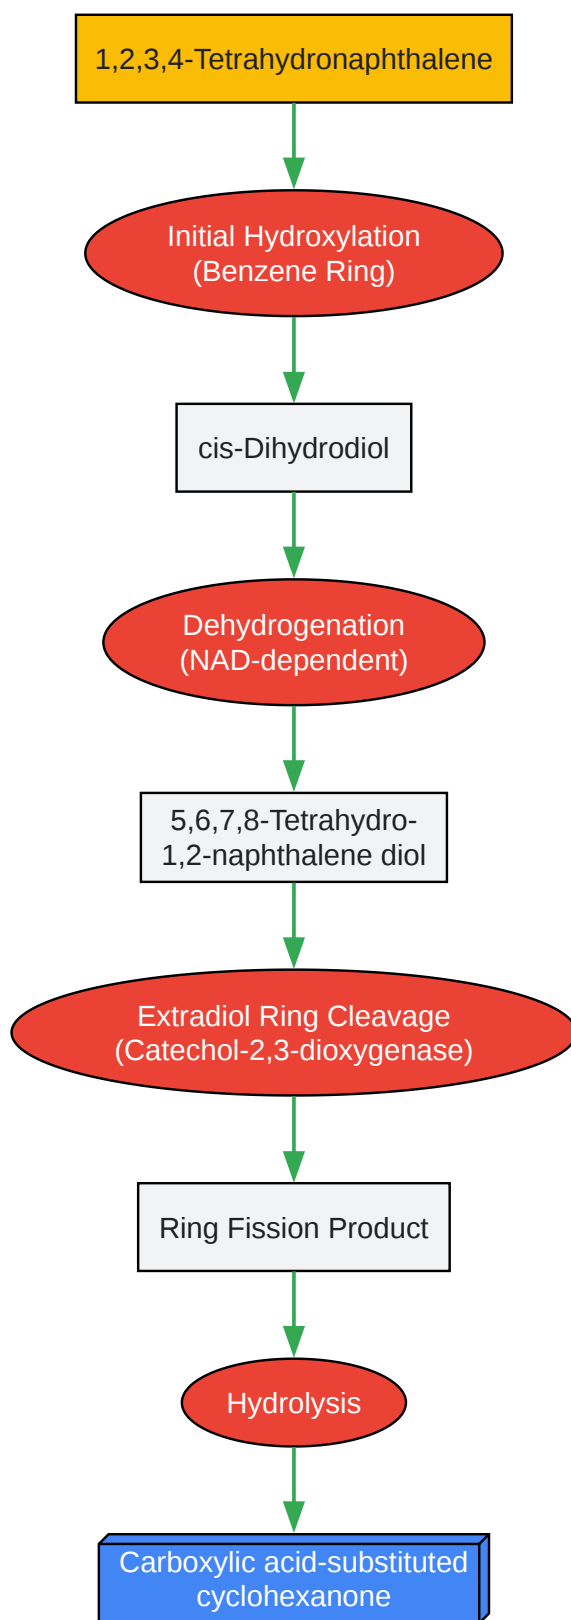 1,2,3,4-Tetrahydronaphthalene
Initial Hydroxylation
(Benzene Ring)
cis-Dihydrodiol
Dehydrogenation
(NAD-dependent)
5,6,7,8-Tetrahydro-
1,2-naphthalene diol
Extradiol Ring Cleavage
(Catechol-2,3-dioxygenase)
Ring Fission Product
Hydrolysis
Carboxylic acid-substituted
cyclohexanone